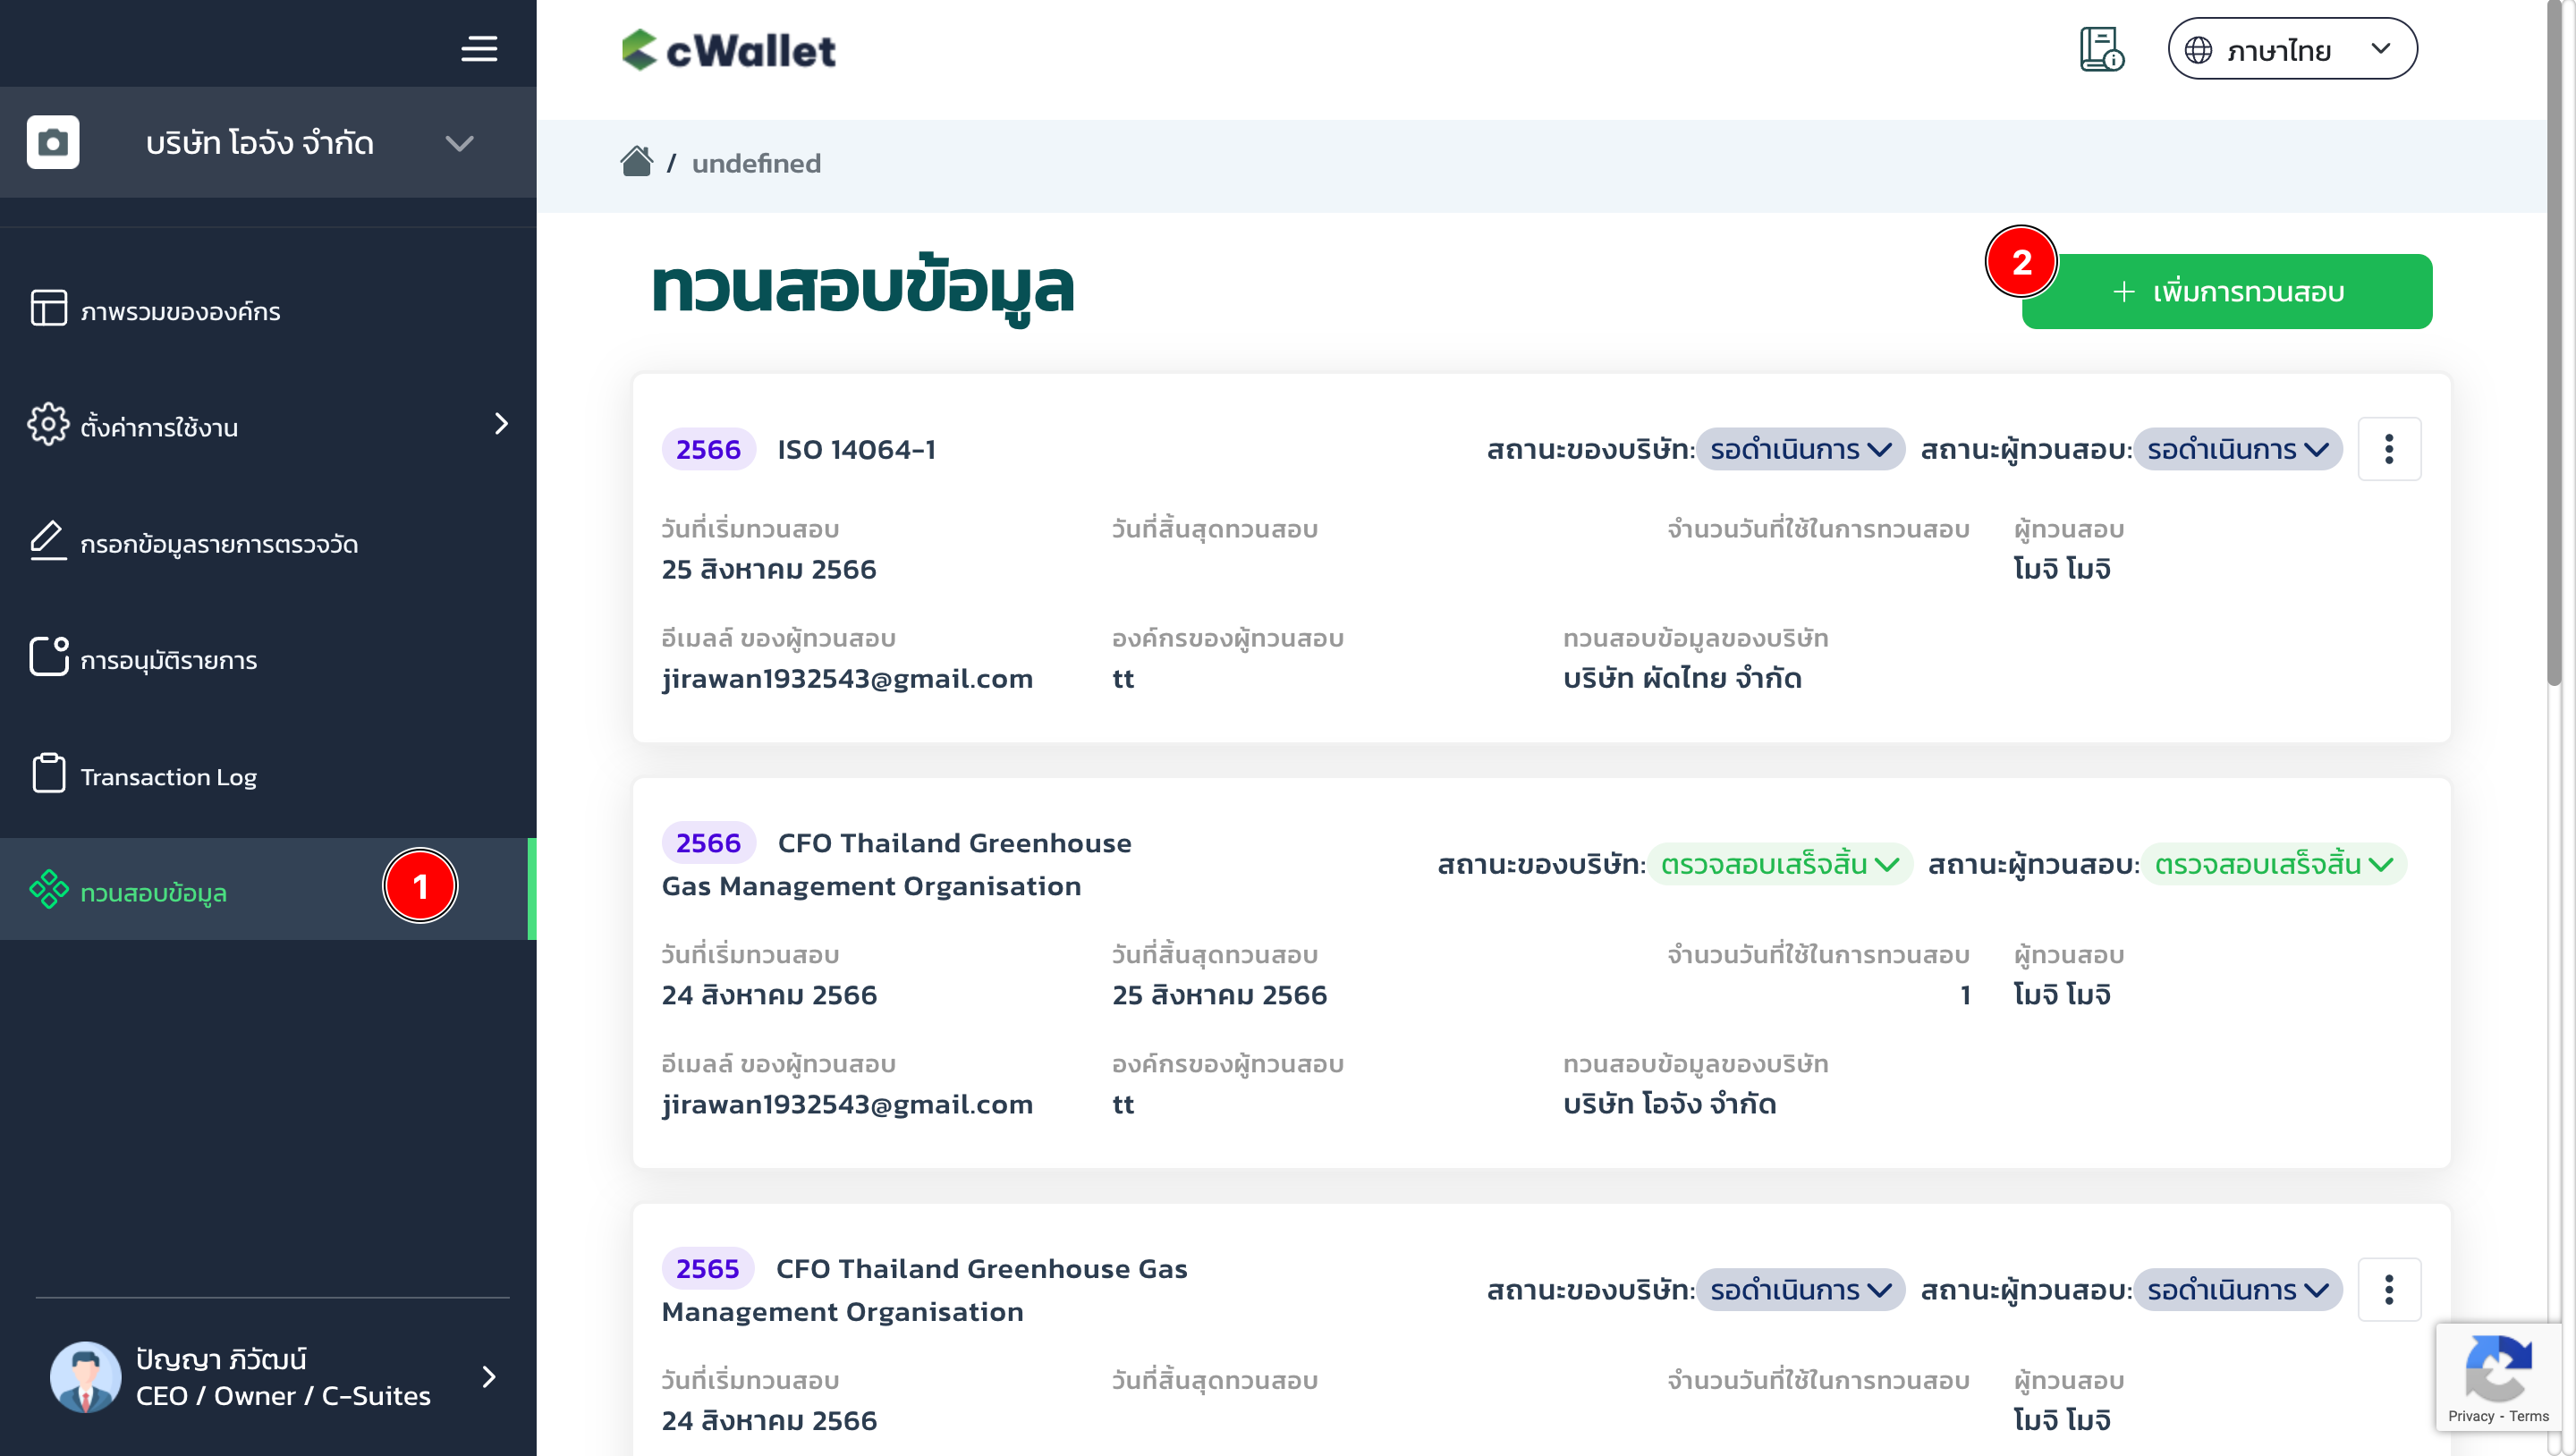 บริษัท โอจัง จำกัด
ภาพรวมขององค์กร
ตั้งค่าการใช้งาน
กรอกข้อมูลรายการตรวจวัด
การอนุมัติรายการ
Transaction Log
ทวนสอบข้อมูล
1
ปัญญา ภิวัฒน์
CEO / Owner / C-Suites
cWallet
ภาษาไทย
/ undefined
ทวนสอบข้อมูล
2
+ เพิ่มการทวนสอบ
2566 ISO 14064-1
สถานะของบริษัท: รอดำเนินการ สถานะผู้ทวนสอบ: รอดำเนินการ
วันที่เริ่มทวนสอบ วันที่สิ้นสุดทวนสอบ จำนวนวันที่ใช้ในการทวนสอบ ผู้ทวนสอบ
25 สิงหาคม 2566 โมจิ โมจิ
อีเมลล์ ของผู้ทวนสอบ องค์กรของผู้ทวนสอบ ทวนสอบข้อมูลของบริษัท
jirawan1932543@gmail.com tt บริษัท ผัดไทย จำกัด
2566 CFO Thailand Greenhouse
Gas Management Organisation
สถานะของบริษัท: ตรวจสอบเสร็จสิ้น สถานะผู้ทวนสอบ: ตรวจสอบเสร็จสิ้น
วันที่เริ่มทวนสอบ วันที่สิ้นสุดทวนสอบ จำนวนวันที่ใช้ในการทวนสอบ ผู้ทวนสอบ
24 สิงหาคม 2566 25 สิงหาคม 2566 1 โมจิ โมจิ
อีเมลล์ ของผู้ทวนสอบ องค์กรของผู้ทวนสอบ ทวนสอบข้อมูลของบริษัท
jirawan1932543@gmail.com tt บริษัท โอจัง จำกัด
2565 CFO Thailand Greenhouse Gas
Management Organisation
สถานะของบริษัท: รอดำเนินการ สถานะผู้ทวนสอบ: รอดำเนินการ
วันที่เริ่มทวนสอบ วันที่สิ้นสุดทวนสอบ จำนวนวันที่ใช้ในการทวนสอบ ผู้ทวนสอบ
24 สิงหาคม 2566 โมจิ โมจิ
Privacy - Terms